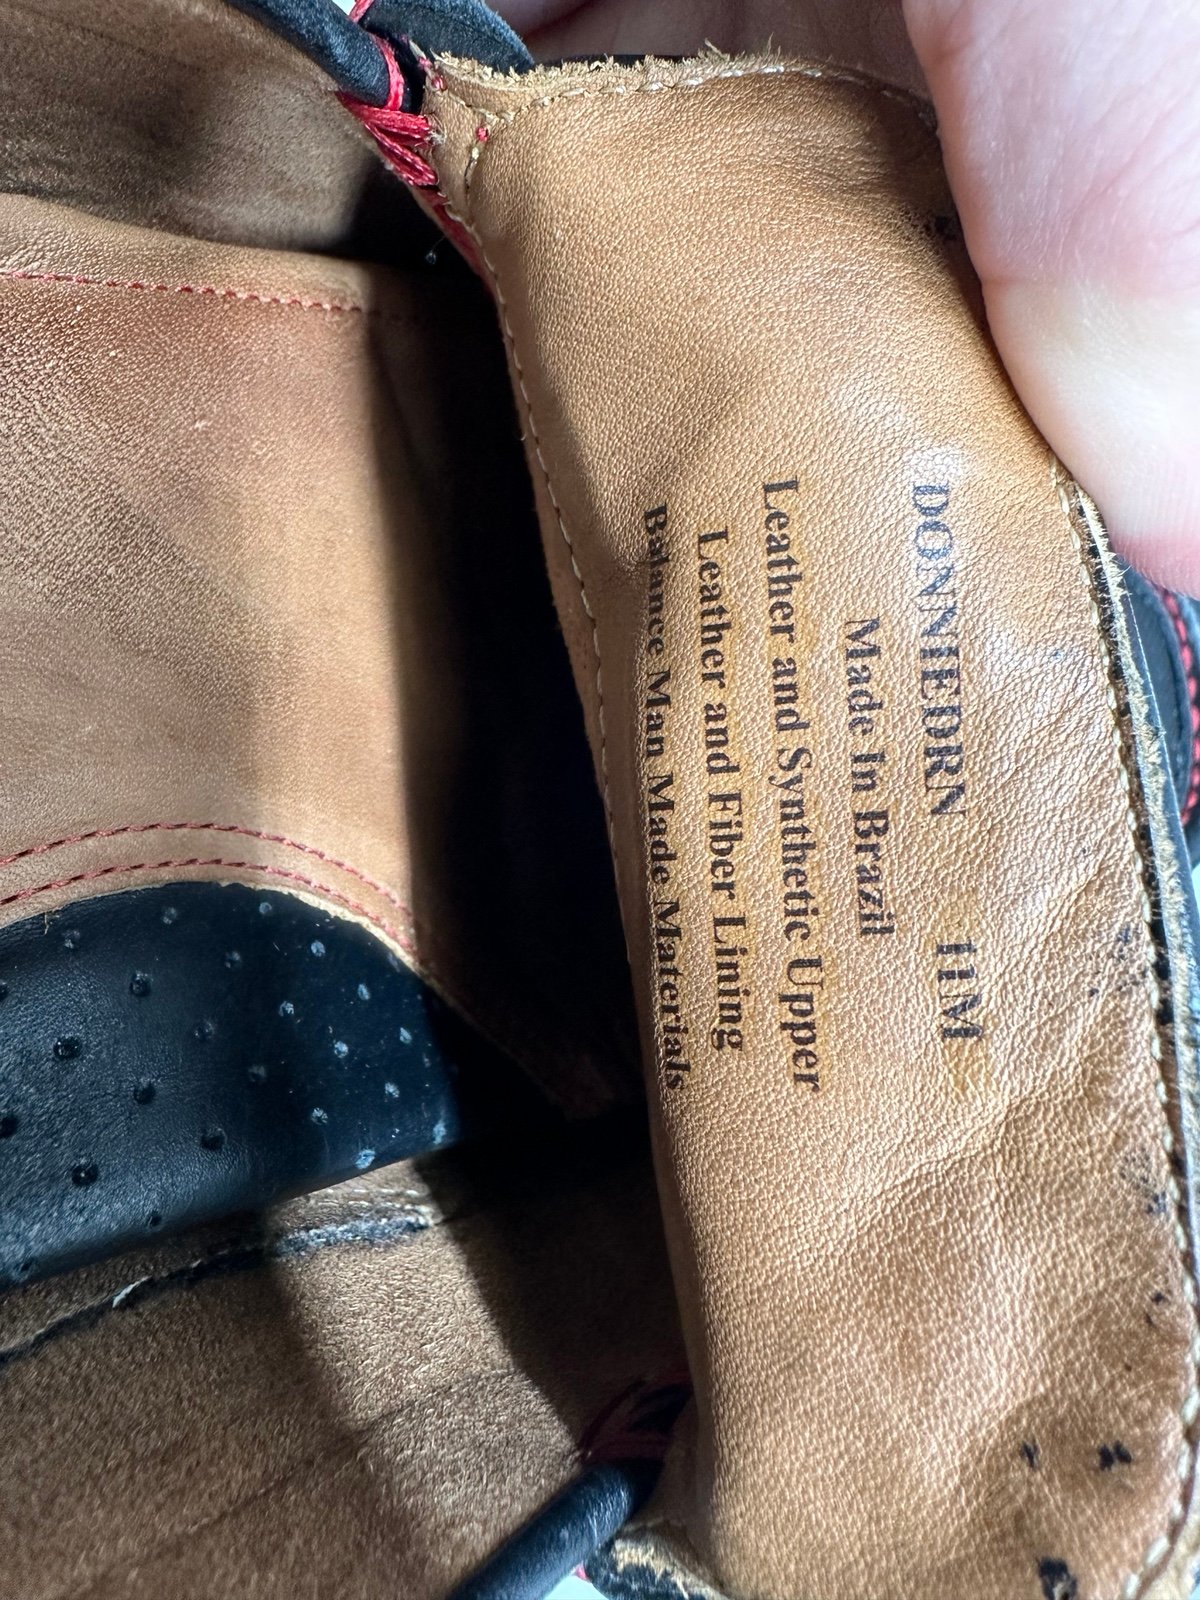 DONNIEDRN 11M
Made In Brazil
Leather and Synthetic Upper
Leather and Fiber Lining
Balance Man Made Materials